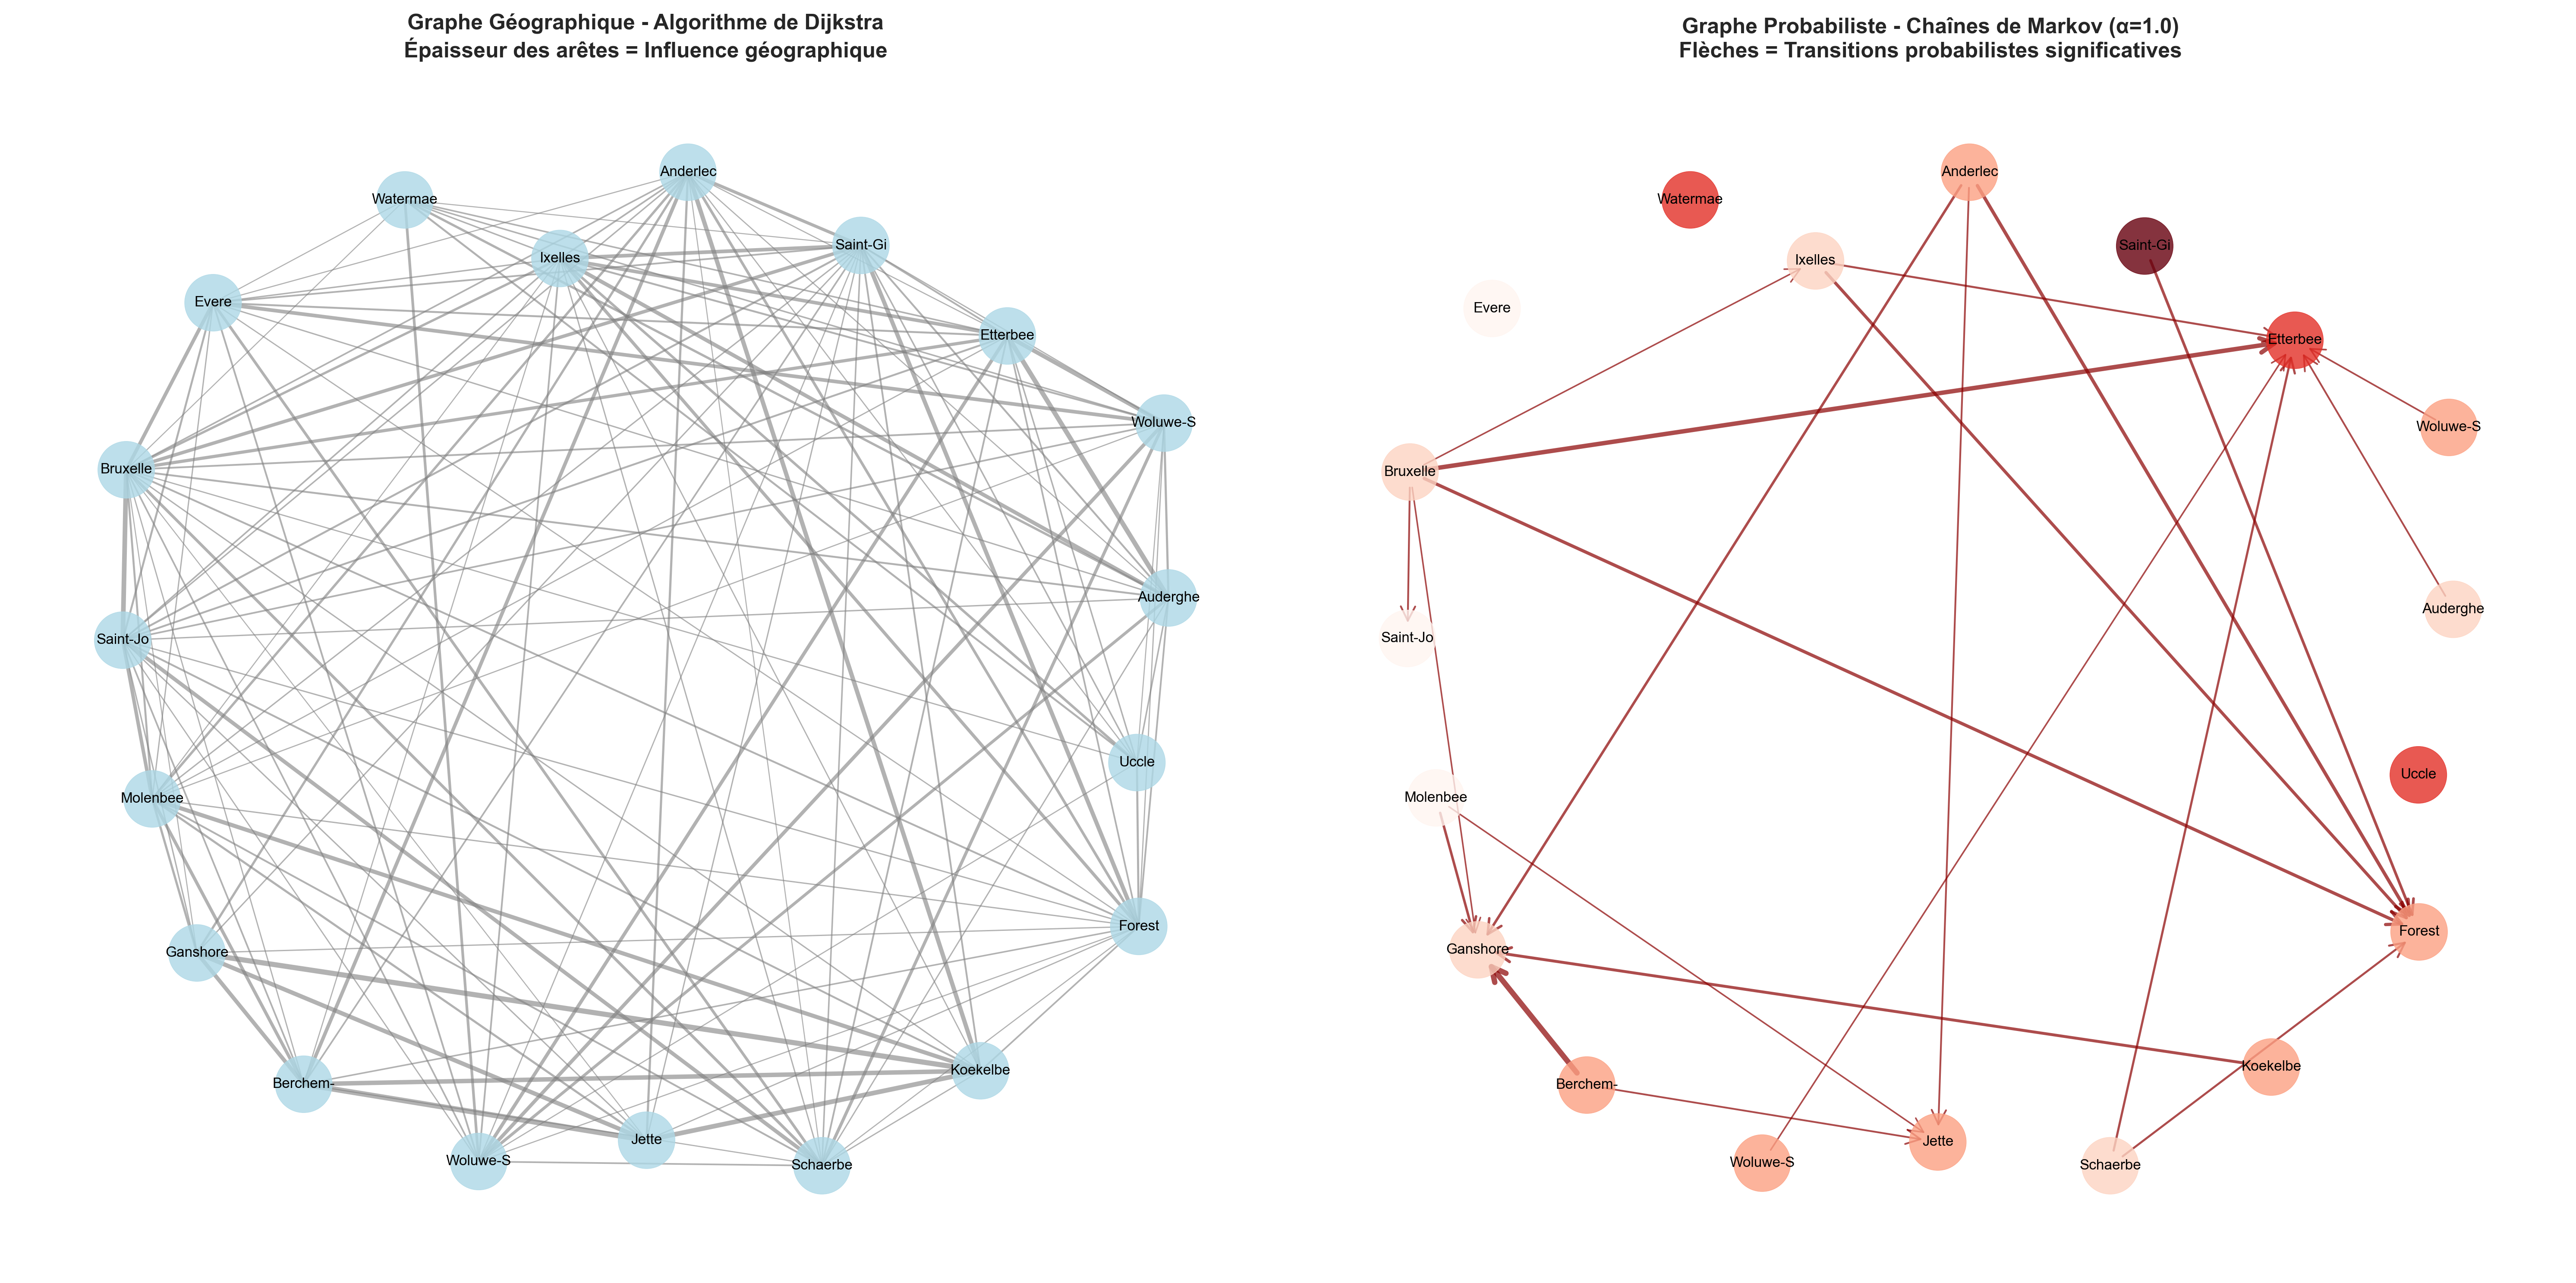 Graphe Géographique - Algorithme de Dijkstra
Épaisseur des arêtes = Influence géographique
Anderlec
Watermae
Saint-Gi
Ixelles
Evere
Etterbee
Woluwe-S
Bruxelle
Auderghe
Saint-Jo
Uccle
Molenbee
Forest
Ganshore
Koekelbe
Berchem-
Jette
Woluwe-S
Schaerbe
Graphe Probabiliste - Chaînes de Markov (α=1.0)
Flèches = Transitions probabilistes significatives
Anderlec
Watermae
Saint-Gi
Ixelles
Evere
Etterbee
Woluwe-S
Bruxelle
Auderghe
Saint-Jo
Uccle
Molenbee
Forest
Ganshore
Koekelbe
Berchem-
Jette
Woluwe-S
Schaerbe